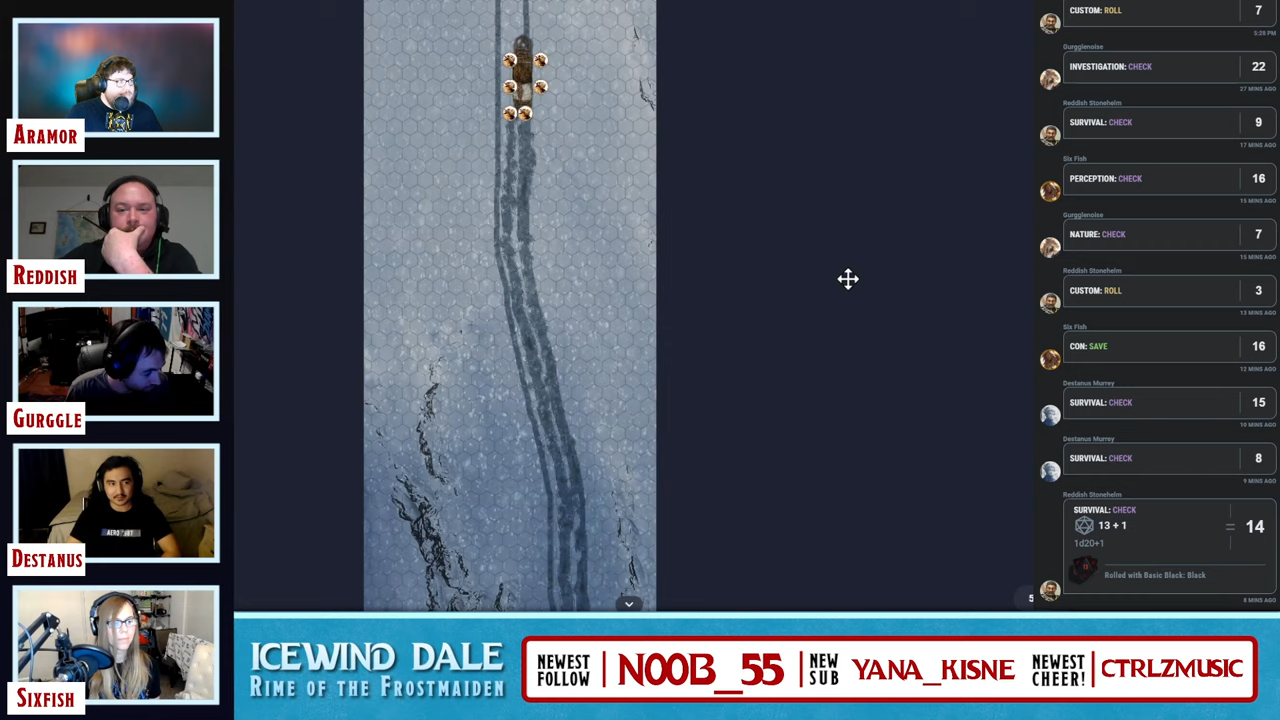 ARAMOR
REDDISH
GURGGLE
DESTANUS
SIXFISH
CUSTOM: ROLL
7
5:28 PM
Gurgglenoise
INVESTIGATION: CHECK
22
27 MINS AGO
Reddish Stonehelm
SURVIVAL: CHECK
9
17 MINS AGO
Six Fish
PERCEPTION: CHECK
16
15 MINS AGO
Gurgglenoise
NATURE: CHECK
7
15 MINS AGO
Reddish Stonehelm
CUSTOM: ROLL
3
13 MINS AGO
Six Fish
CON: SAVE
16
12 MINS AGO
Destanus Murrey
SURVIVAL: CHECK
15
10 MINS AGO
Destanus Murrey
SURVIVAL: CHECK
8
9 MINS AGO
Reddish Stonehelm
SURVIVAL: CHECK
13 + 1 = 14
1d20+1
Rolled with Basic Black: Black
8 MINS AGO
5
ICEWIND DALE
RIME OF THE FROSTMAIDEN
NEWEST FOLLOW | N00B_55 | NEW SUB YANA_KISNE NEWEST CHEER! | CTRLZMUSIC